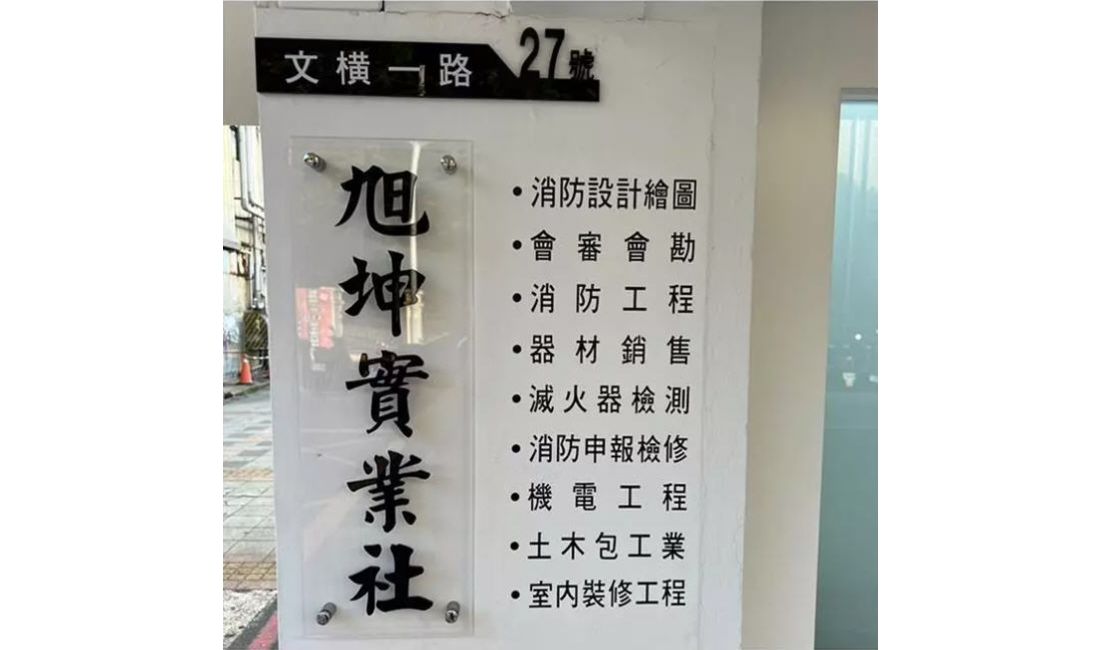 文橫一路 27號
旭坤實業社
•消防設計繪圖
•會審會勘
•消防工程
•器材銷售
•滅火器檢測
•消防申報檢修
•機電工程
•土木包工業
•室內裝修工程